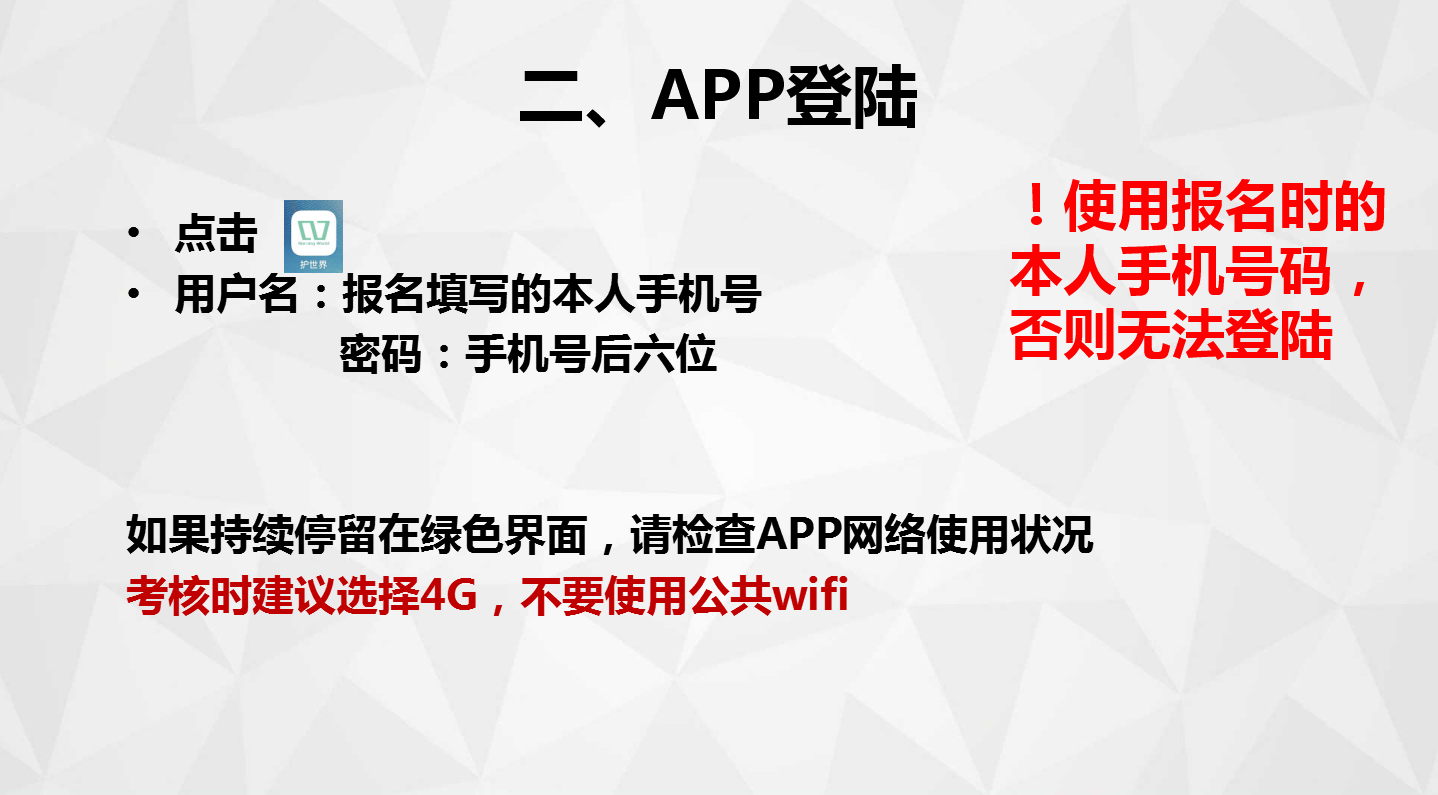 二、APP登陆
• 点击
Nursing World
护世界
• 用户名：报名填写的本人手机号
密码：手机号后六位
！使用报名时的
本人手机号码，
否则无法登陆
如果持续停留在绿色界面，请检查APP网络使用状况
考核时建议选择4G，不要使用公共wifi